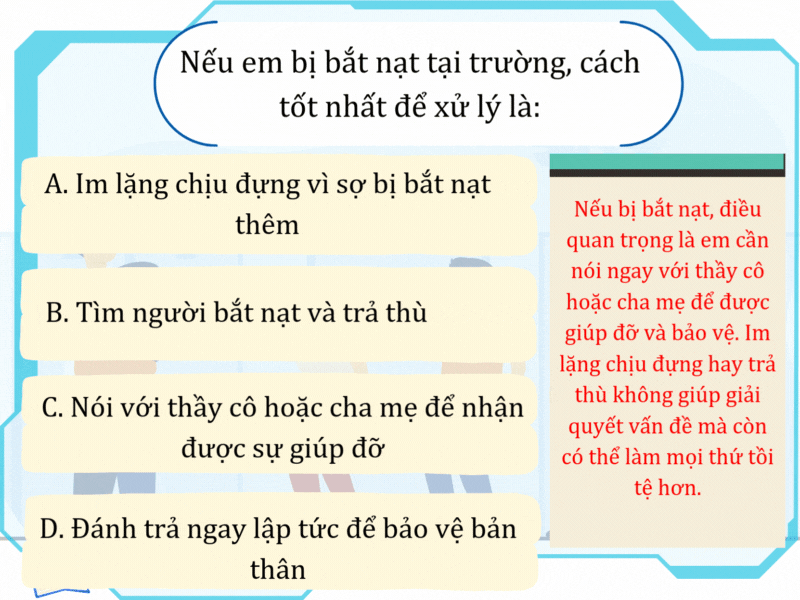 Nếu em bị bắt nạt tại trường, cách
tốt nhất để xử lý là:
A. Im lặng chịu đựng vì sợ bị bắt nạt
thêm
B. Tìm người bắt nạt và trả thù
C. Nói với thầy cô hoặc cha mẹ để nhận
được sự giúp đỡ
D. Đánh trả ngay lập tức để bảo vệ bản
thân
Nếu bị bắt nạt, điều
quan trọng là em cần
nói ngay với thầy cô
hoặc cha mẹ để được
giúp đỡ và bảo vệ. Im
lặng chịu đựng hay trả
thù không giúp giải
quyết vấn đề mà còn
có thể làm mọi thứ tồi
tệ hơn.